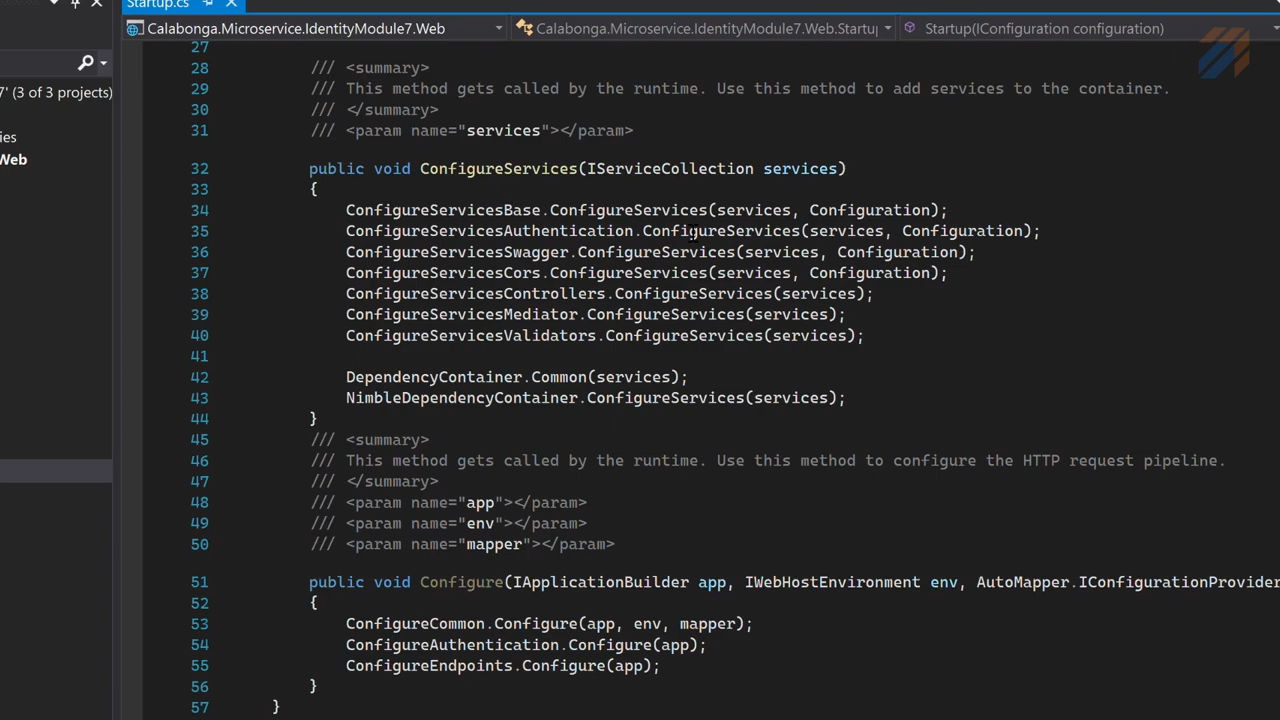 Startup.cs
Calabonga.Microservice.IdentityModule7.Web
Calabonga.Microservice.IdentityModule7.Web.Startu
Startup(IConfiguration configuration)
7' (3 of 3 projects)
ies
Web
27
28 /// <summary>
29 /// This method gets called by the runtime. Use this method to add services to the container.
30 /// </summary>
31 /// <param name="services"></param>
32 public void ConfigureServices(IServiceCollection services)
33 {
34 ConfigureServicesBase.ConfigureServices(services, Configuration);
35 ConfigureServicesAuthentication.ConfigureServices(services, Configuration);
36 ConfigureServicesSwagger.ConfigureServices(services, Configuration);
37 ConfigureServicesCors.ConfigureServices(services, Configuration);
38 ConfigureServicesControllers.ConfigureServices(services);
39 ConfigureServicesMediator.ConfigureServices(services);
40 ConfigureServicesValidators.ConfigureServices(services);
41
42 DependencyContainer.Common(services);
43 NimbleDependencyContainer.ConfigureServices(services);
44 }
45 /// <summary>
46 /// This method gets called by the runtime. Use this method to configure the HTTP request pipeline.
47 /// </summary>
48 /// <param name="app"></param>
49 /// <param name="env"></param>
50 /// <param name="mapper"></param>
51 public void Configure(IApplicationBuilder app, IWebHostEnvironment env, AutoMapper.IConfigurationProvider
52 {
53 ConfigureCommon.Configure(app, env, mapper);
54 ConfigureAuthentication.Configure(app);
55 ConfigureEndpoints.Configure(app);
56 }
57 }